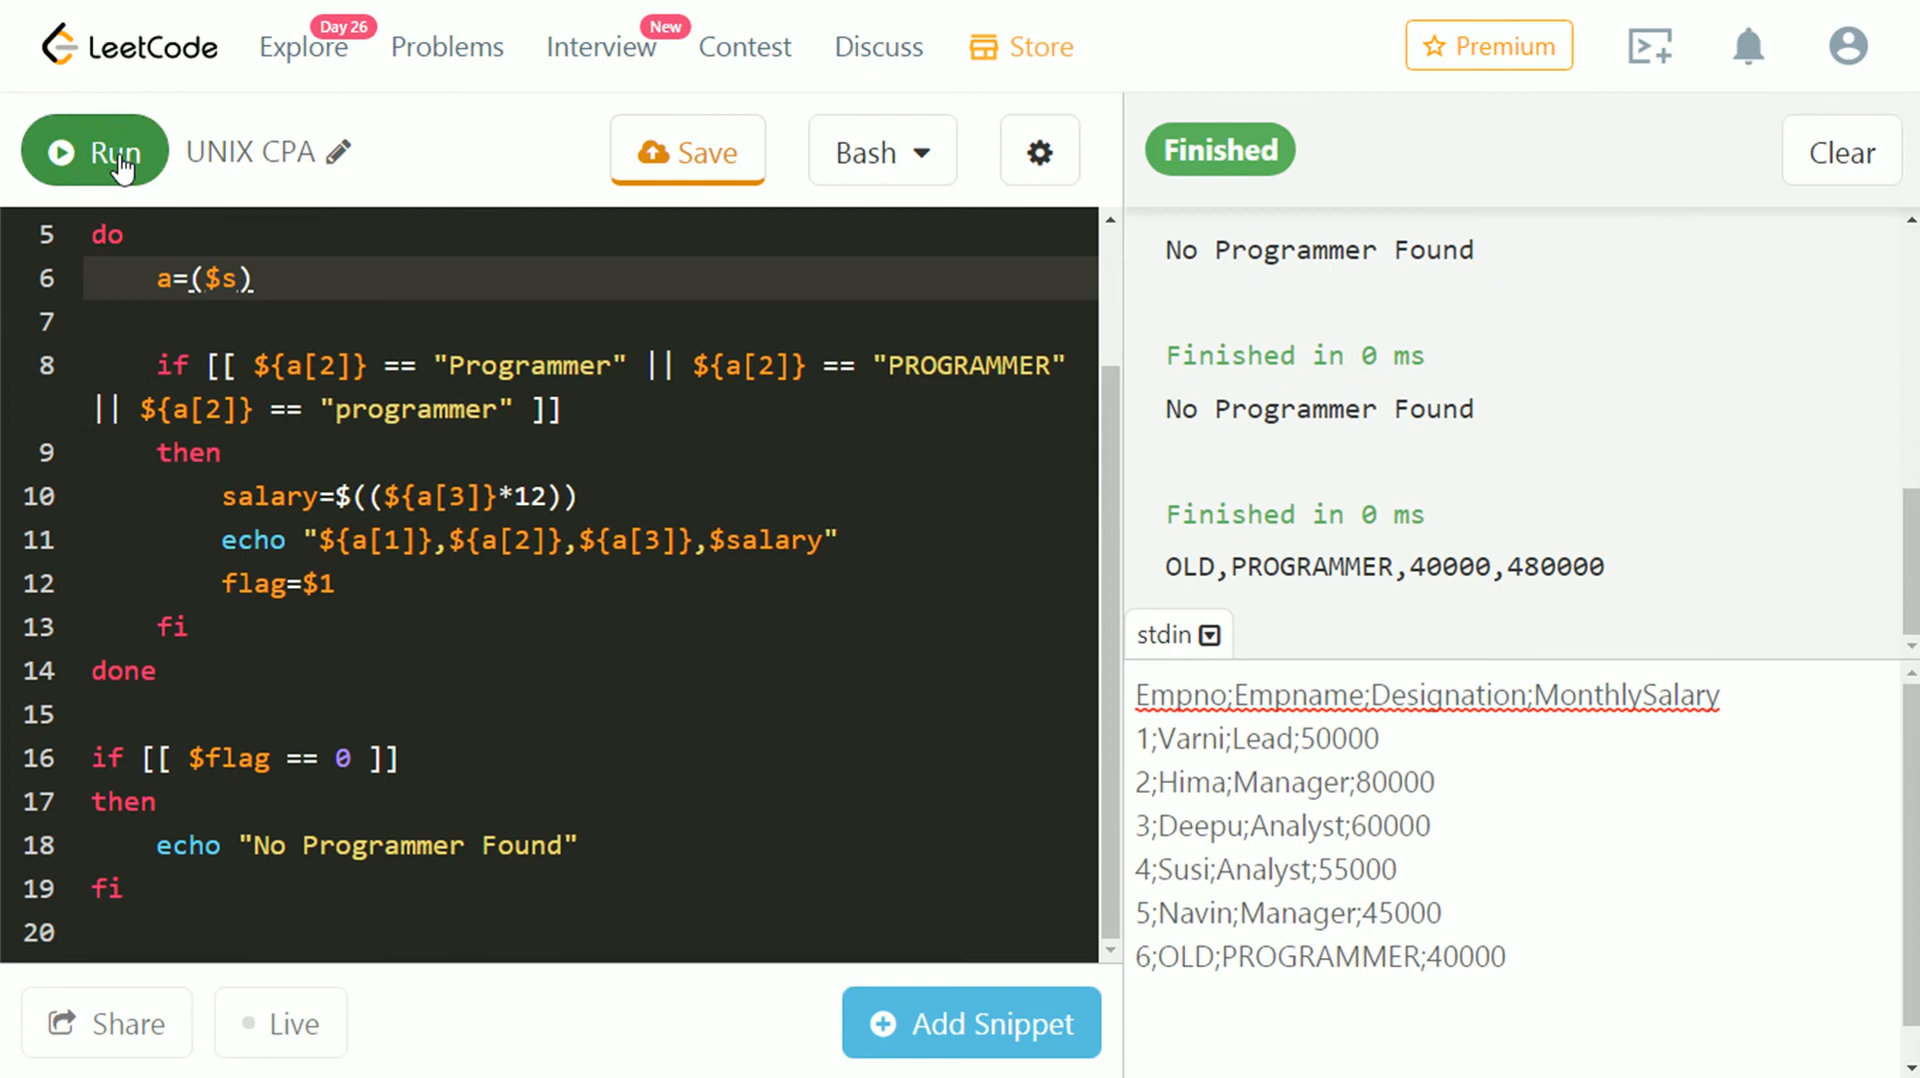 LeetCode Explore Day 26 Problems Interview New Contest Discuss Store Premium
Run UNIX CPA Save Bash Finished Clear
5 do
6 a=($s)
7
8 if [[ ${a[2]} == "Programmer" || ${a[2]} == "PROGRAMMER"
|| ${a[2]} == "programmer" ]]
9 then
10 salary=$((${a[3]}*12))
11 echo "${a[1]},${a[2]},${a[3]},$salary"
12 flag=$1
13 fi
14 done
15
16 if [[ $flag == 0 ]]
17 then
18 echo "No Programmer Found"
19 fi
20
Share Live Add Snippet
No Programmer Found
Finished in 0 ms
No Programmer Found
Finished in 0 ms
OLD,PROGRAMMER,40000,480000
stdin
Empno;Empname;Designation;MonthlySalary
1;Varni;Lead;50000
2;Hima;Manager;80000
3;Deepu;Analyst;60000
4;Susi;Analyst;55000
5;Navin;Manager;45000
6;OLD;PROGRAMMER;40000